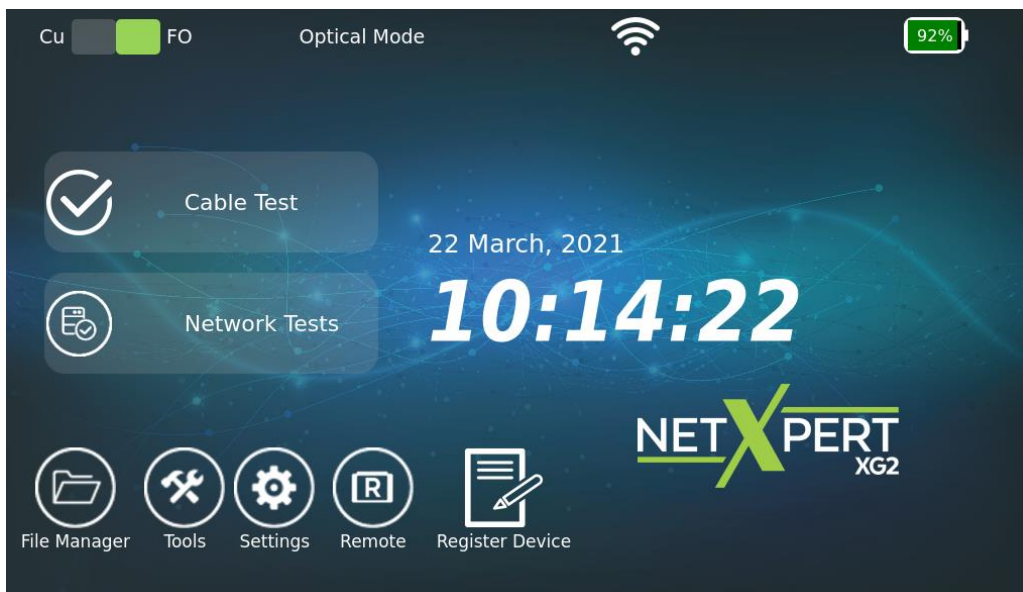 Cu FO Optical Mode 92%
Cable Test
22 March, 2021
Network Tests
10:14:22
NETXPERT
XG2
R
File Manager Tools Settings Remote Register Device